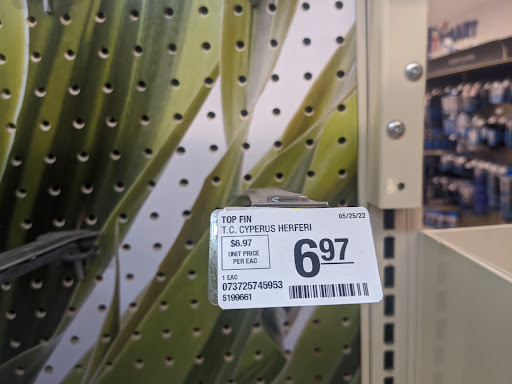 MART
TOP FIN
05/25/22
T.C. CYPERUS HERFERI
$6.97
UNIT PRICE
PER EAC
6.97
1 EAC
073725745953
5199661